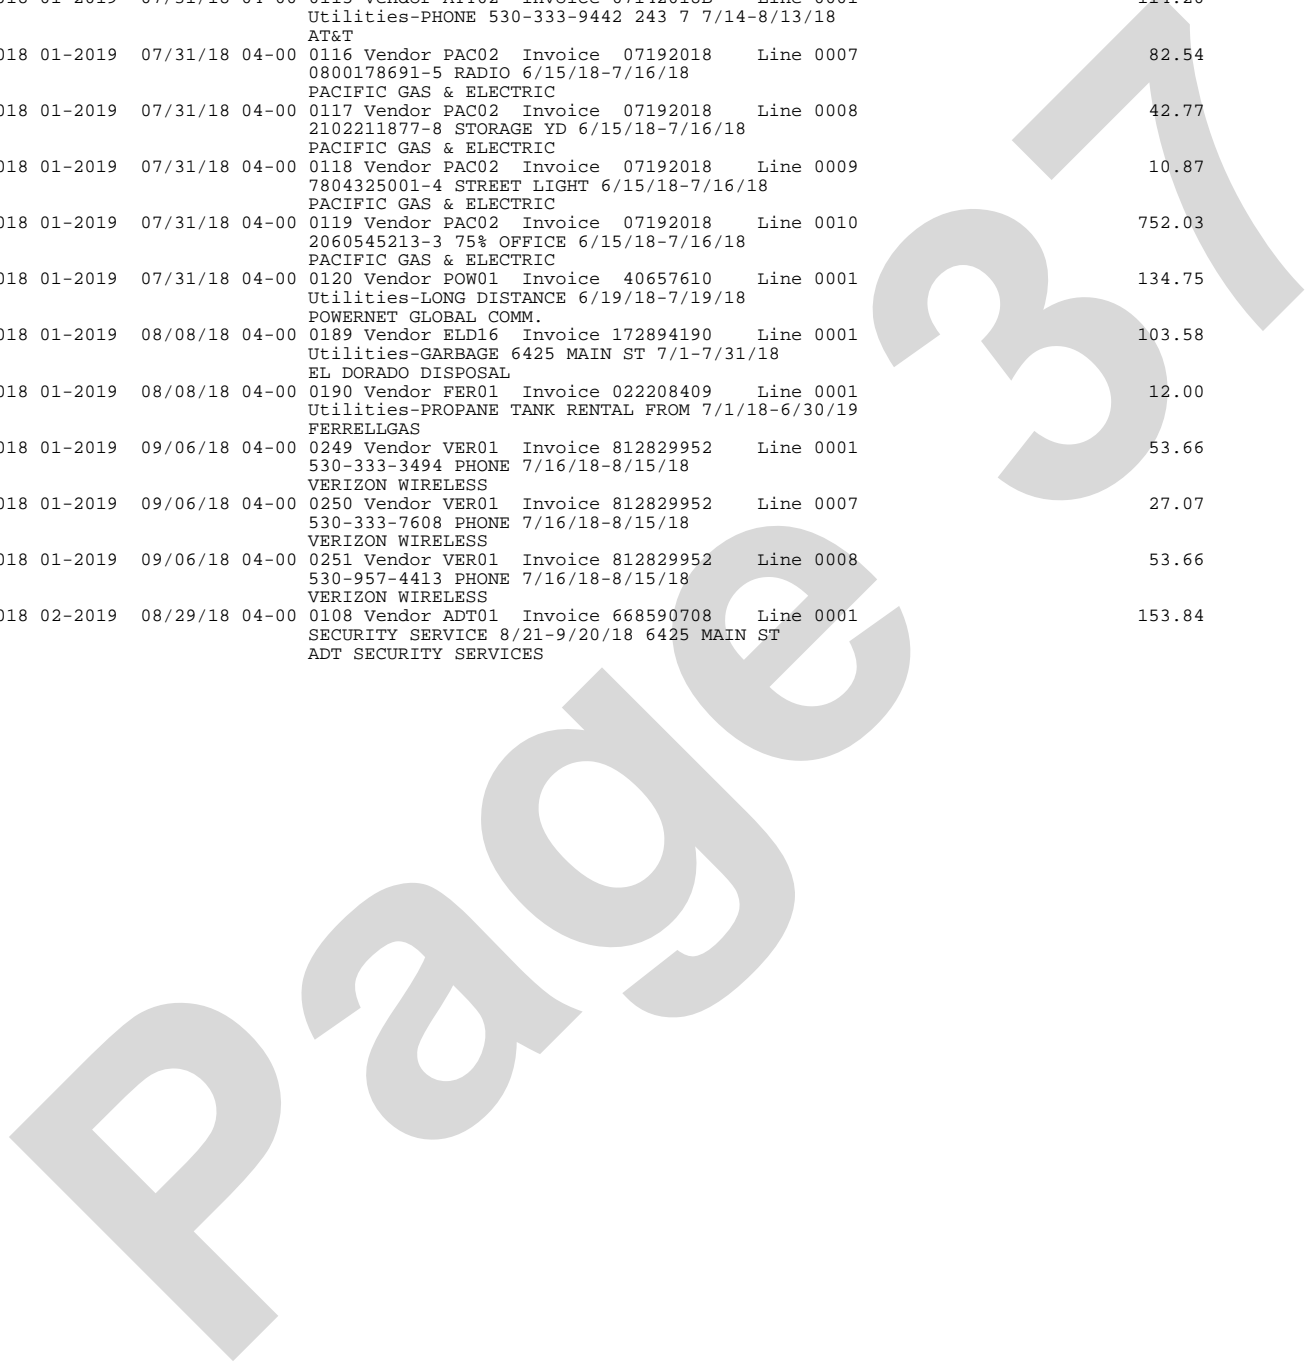 Utilities-PHONE 530-333-9442 243 7 7/14-8/13/18
AT&T
018 01-2019 07/31/18 04-00 0116 Vendor PAC02 Invoice 07192018 Line 0007 82.54
0800178691-5 RADIO 6/15/18-7/16/18
PACIFIC GAS & ELECTRIC
018 01-2019 07/31/18 04-00 0117 Vendor PAC02 Invoice 07192018 Line 0008 42.77
2102211877-8 STORAGE YD 6/15/18-7/16/18
PACIFIC GAS & ELECTRIC
018 01-2019 07/31/18 04-00 0118 Vendor PAC02 Invoice 07192018 Line 0009 10.87
7804325001-4 STREET LIGHT 6/15/18-7/16/18
PACIFIC GAS & ELECTRIC
018 01-2019 07/31/18 04-00 0119 Vendor PAC02 Invoice 07192018 Line 0010 752.03
2060545213-3 75% OFFICE 6/15/18-7/16/18
PACIFIC GAS & ELECTRIC
018 01-2019 07/31/18 04-00 0120 Vendor POW01 Invoice 40657610 Line 0001 134.75
Utilities-LONG DISTANCE 6/19/18-7/19/18
POWERNET GLOBAL COMM.
018 01-2019 08/08/18 04-00 0189 Vendor ELD16 Invoice 172894190 Line 0001 103.58
Utilities-GARBAGE 6425 MAIN ST 7/1-7/31/18
EL DORADO DISPOSAL
018 01-2019 08/08/18 04-00 0190 Vendor FER01 Invoice 022208409 Line 0001 12.00
Utilities-PROPANE TANK RENTAL FROM 7/1/18-6/30/19
FERRELLGAS
018 01-2019 09/06/18 04-00 0249 Vendor VER01 Invoice 812829952 Line 0001 53.66
530-333-3494 PHONE 7/16/18-8/15/18
VERIZON WIRELESS
018 01-2019 09/06/18 04-00 0250 Vendor VER01 Invoice 812829952 Line 0007 27.07
530-333-7608 PHONE 7/16/18-8/15/18
VERIZON WIRELESS
018 01-2019 09/06/18 04-00 0251 Vendor VER01 Invoice 812829952 Line 0008 53.66
530-957-4413 PHONE 7/16/18-8/15/18
VERIZON WIRELESS
018 02-2019 08/29/18 04-00 0108 Vendor ADT01 Invoice 668590708 Line 0001 153.84
SECURITY SERVICE 8/21-9/20/18 6425 MAIN ST
ADT SECURITY SERVICES
Page 37